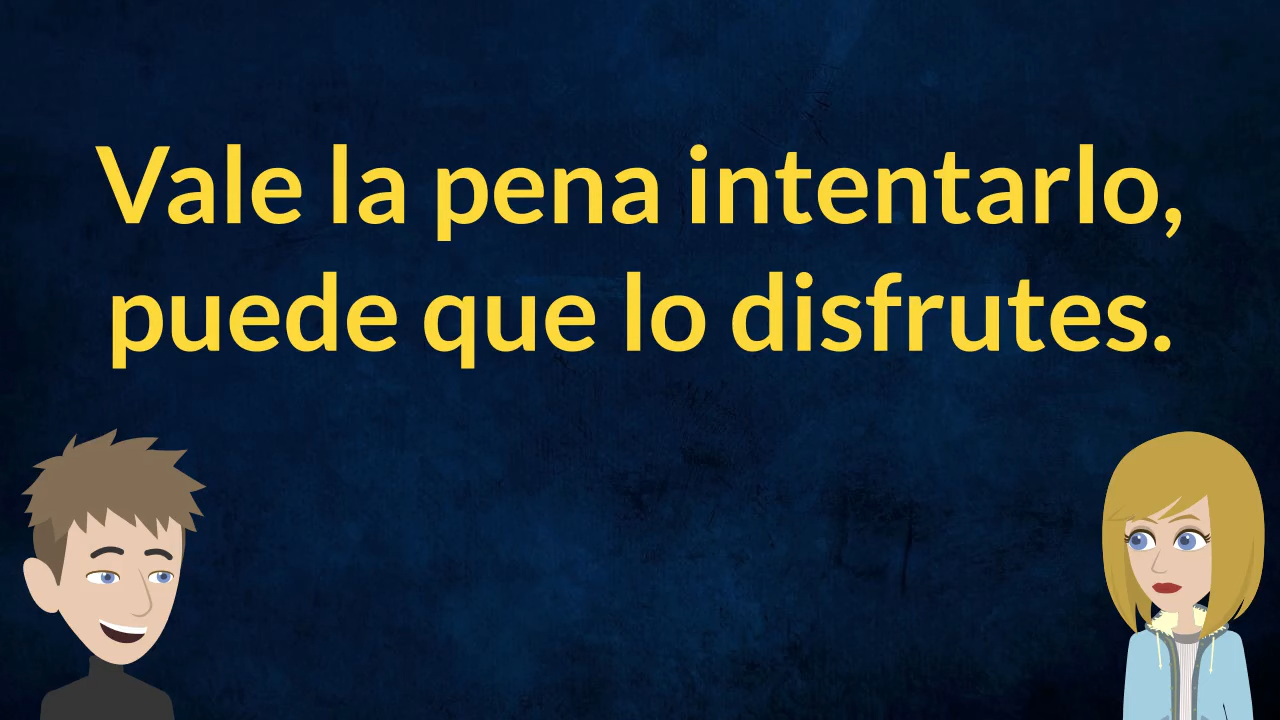 Vale la pena intentarlo,
puede que lo disfrutes.